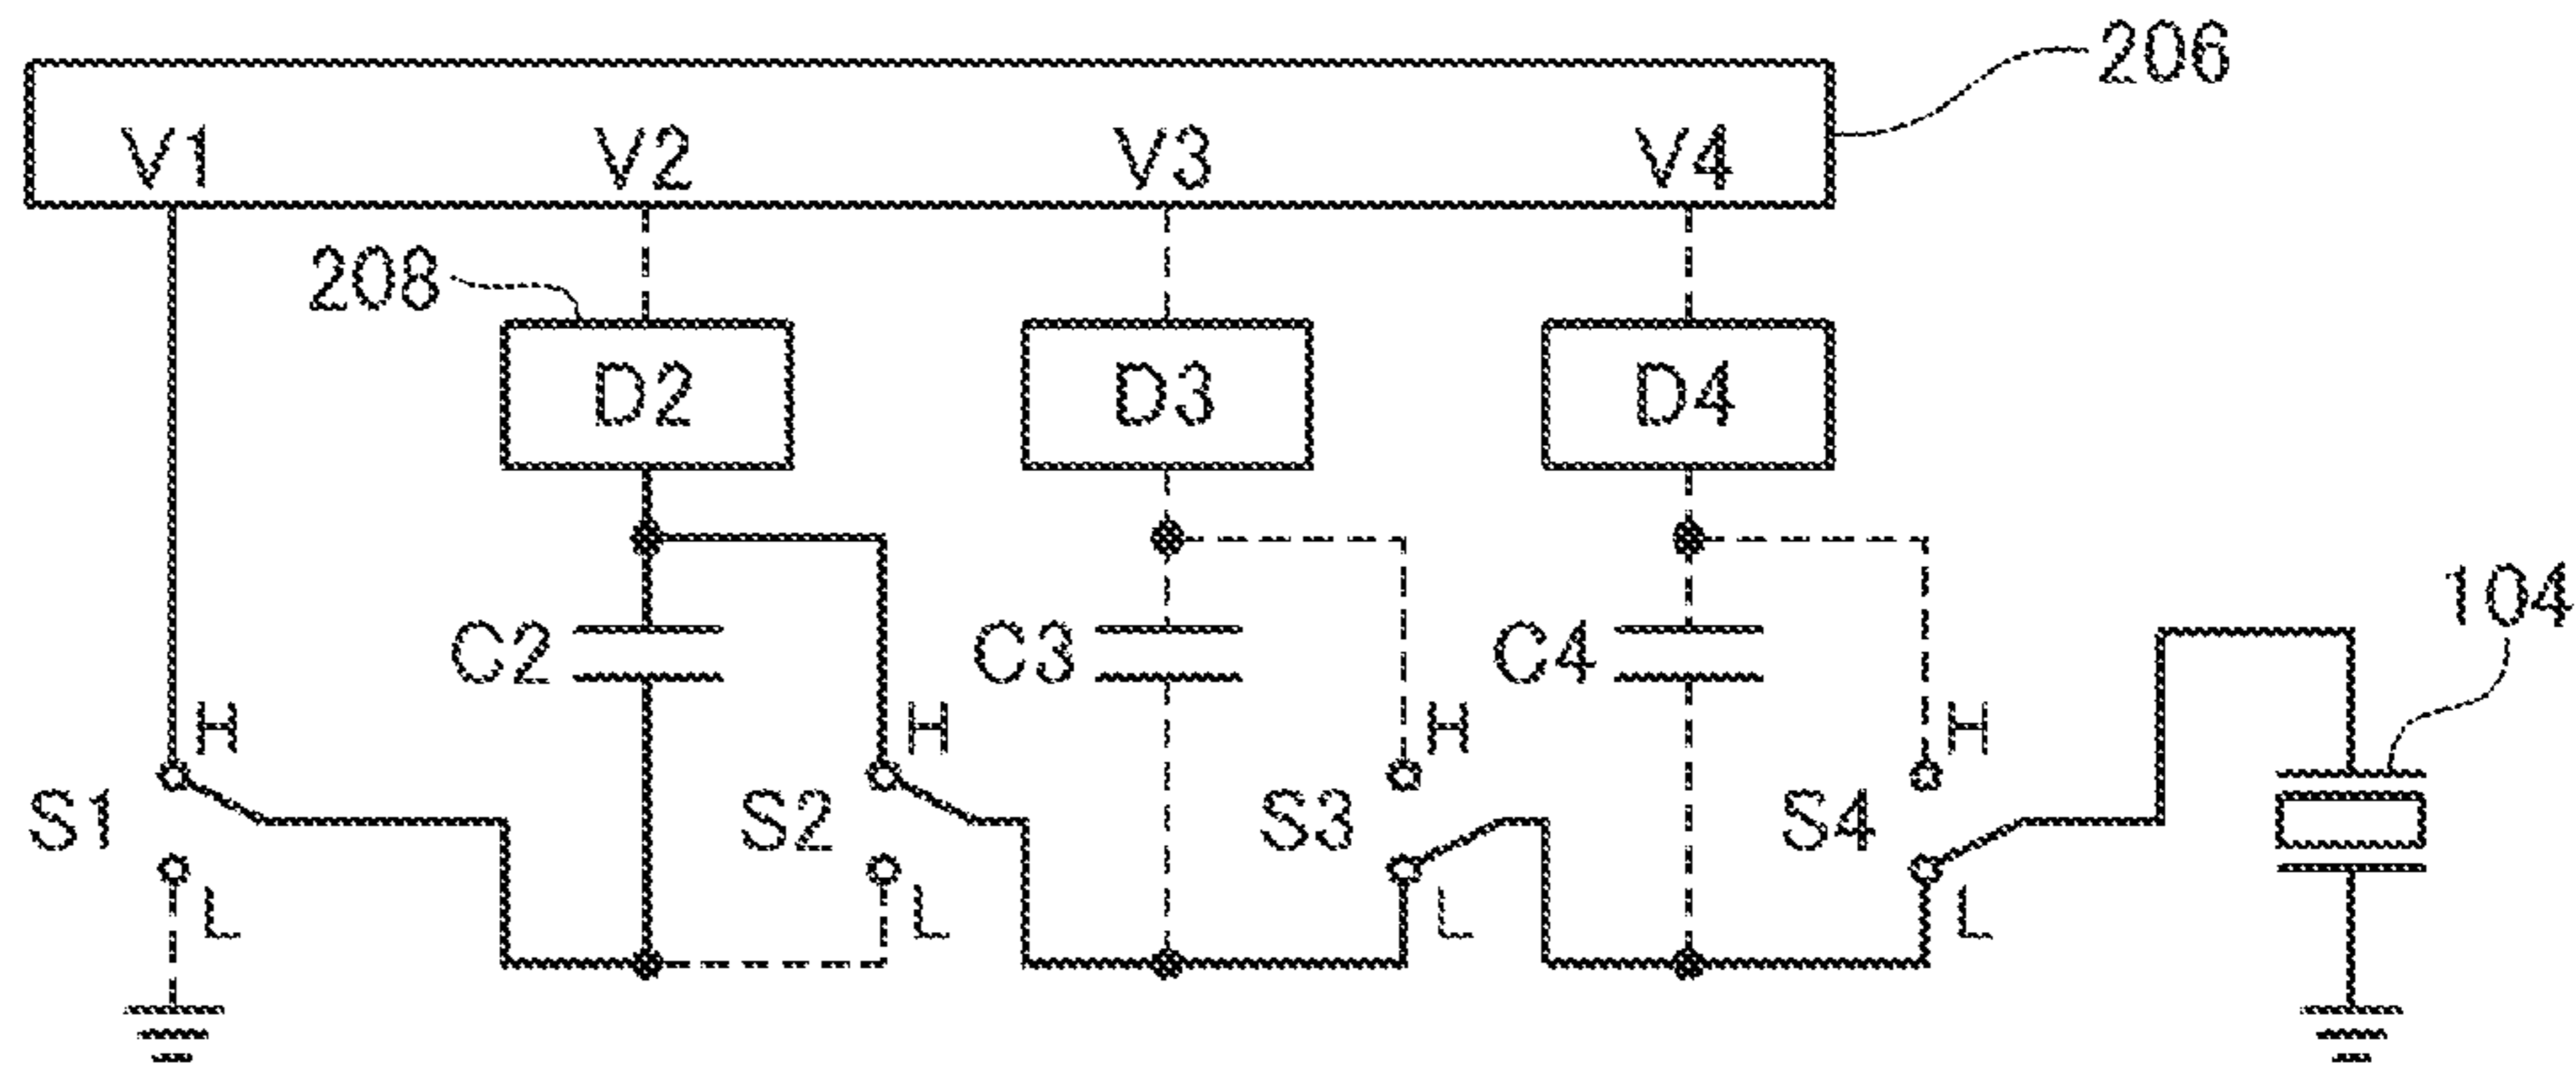 206
V1 V2 V3 V4
208
D2 D3 D4
C2 C3 C4 104
H H H H
S1 S2 S3 S4
L L L L